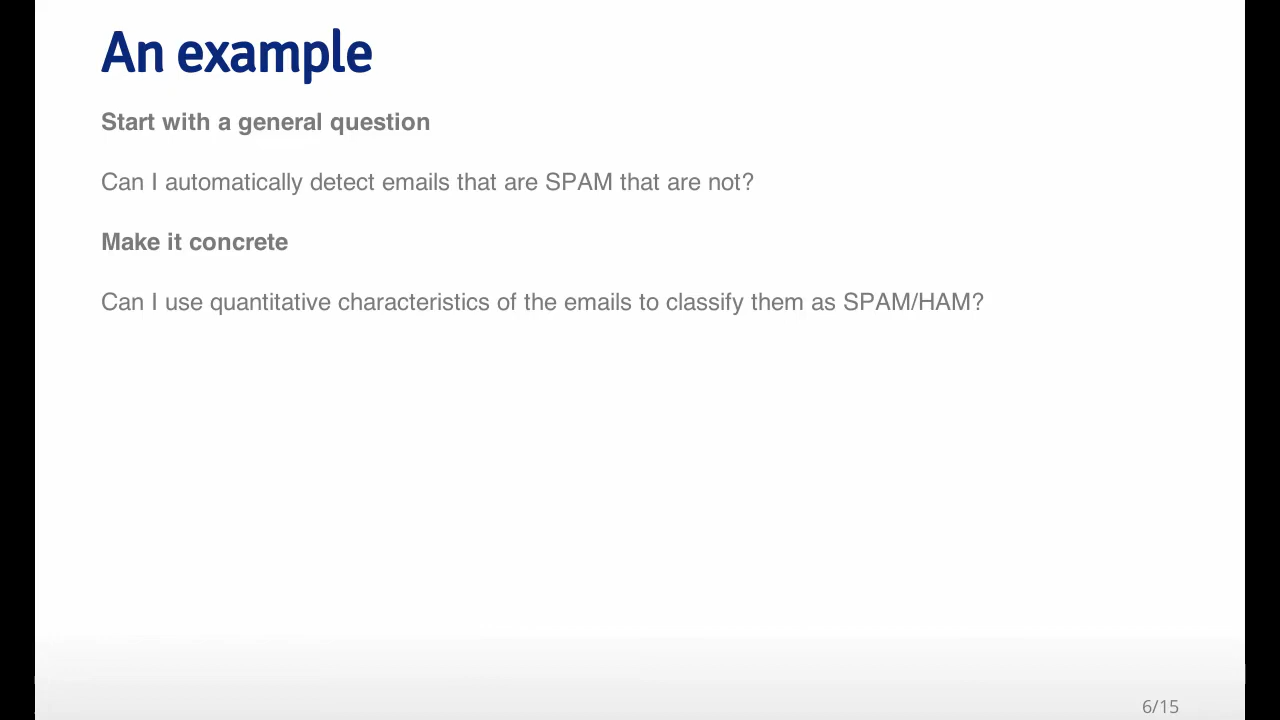 An example
Start with a general question
Can I automatically detect emails that are SPAM that are not?
Make it concrete
Can I use quantitative characteristics of the emails to classify them as SPAM/HAM?
6/15